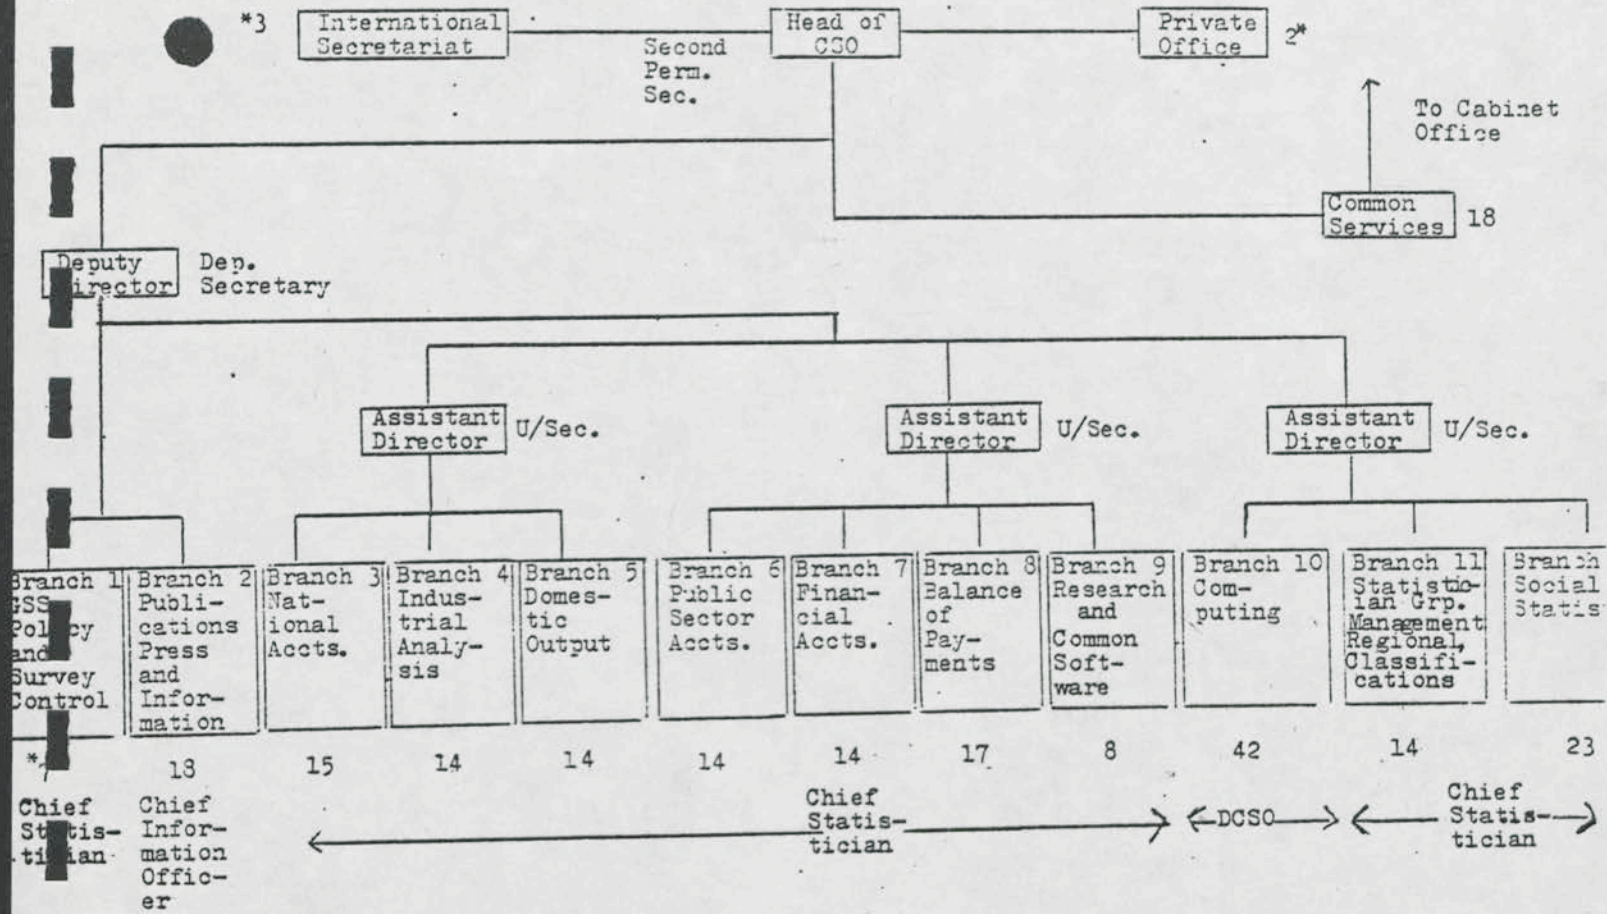 *3
International
Secretariat
Head of
CSO
Private
Office
2*
Second
Perm.
Sec.
To Cabinet
Office
Common
Services
18
Deputy
Director
Dep.
Secretary
Assistant
Director
U/Sec.
Assistant
Director
U/Sec.
Assistant
Director
U/Sec.
Branch 1
GSS
Policy
and
Survey
Control
Branch 2
Publi-
cations
Press
and
Infor-
mation
Branch 3
Nat-
ional
Accts.
Branch 4
Indus-
trial
Analy-
sis
Branch 5
Domes-
tic
Output
Branch 6
Public
Sector
Accts.
Branch 7
Finan-
cial
Accts.
Branch 8
Balance
of
Pay-
ments
Branch 9
Research
and
Common
Soft-
ware
Branch 10
Com-
puting
Branch 11
Statistic-
ian Grp.
Management
Regional,
Classifi-
cations
Branch
Social
Statis
*
18
15
14
14
14
14
17
8
42
14
23
Chief
Statis-
tician
Chief
Infor-
mation
Offic-
er
Chief
Statis-
tician
DCSO
Chief
Statis-
tician